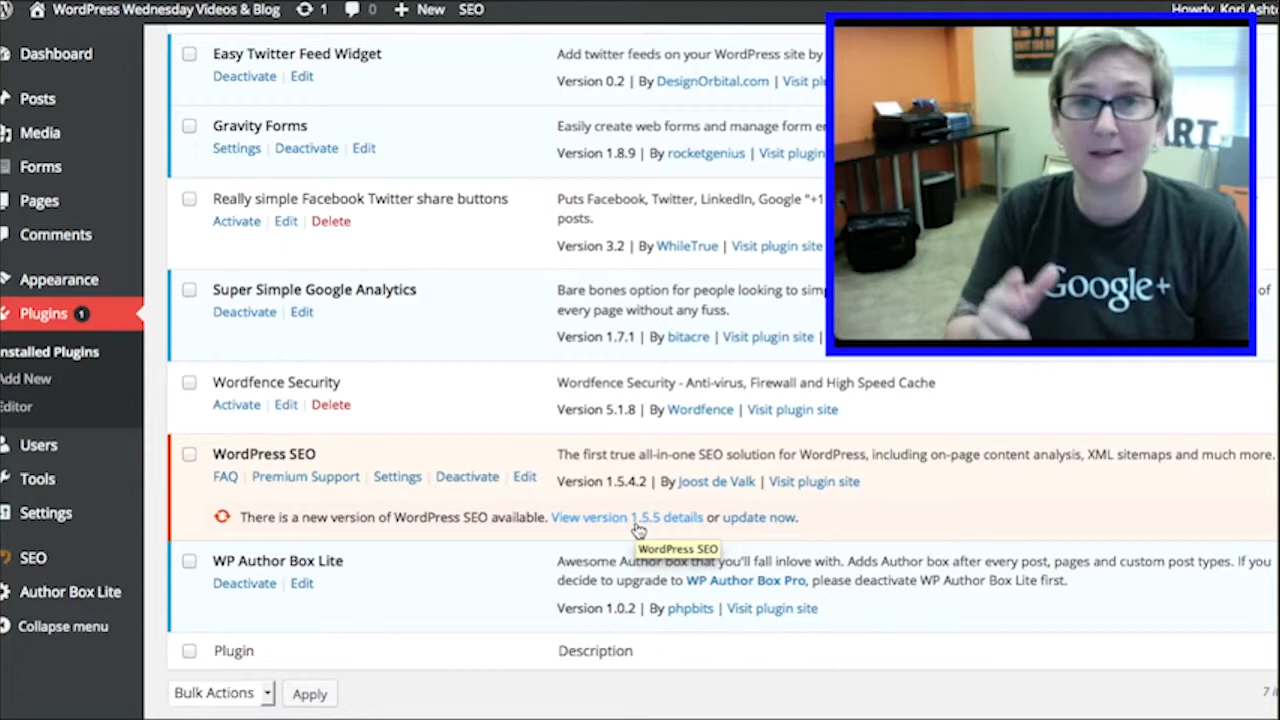 WordPress Wednesday Videos & Blog 1 0 New SEO Howdy, Kori Asht
Dashboard
Posts
Media
Forms
Pages
Comments
Appearance
Plugins 1
nstalled Plugins
Add New
Editor
Users
Tools
Settings
SEO
Author Box Lite
Collapse menu
Easy Twitter Feed Widget
Deactivate | Edit
Add twitter feeds on your WordPress site by
Version 0.2 | By DesignOrbital.com | Visit pl
Gravity Forms
Settings | Deactivate | Edit
Easily create web forms and manage form e
Version 1.8.9 | By rocketgenius | Visit plugin
Really simple Facebook Twitter share buttons
Activate | Edit | Delete
Puts Facebook, Twitter, LinkedIn, Google "+1
posts.
Version 3.2 | By WhileTrue | Visit plugin site
Super Simple Google Analytics
Deactivate | Edit
Bare bones option for people looking to sim of
every page without any fuss.
Version 1.7.1 | By bitacre | Visit plugin site |
Wordfence Security
Activate | Edit | Delete
Wordfence Security - Anti-virus, Firewall and High Speed Cache
Version 5.1.8 | By Wordfence | Visit plugin site
WordPress SEO
FAQ | Premium Support | Settings | Deactivate | Edit
The first true all-in-one SEO solution for WordPress, including on-page content analysis, XML sitemaps and much more.
Version 1.5.4.2 | By Joost de Valk | Visit plugin site
There is a new version of WordPress SEO available. View version 1.5.5 details or update now.
WordPress SEO
WP Author Box Lite
Deactivate | Edit
Awesome Author box that you'll fall inlove with. Adds Author box after every post, pages and custom post types. If you
decide to upgrade to WP Author Box Pro, please deactivate WP Author Box Lite first.
Version 1.0.2 | By phpbits | Visit plugin site
Plugin Description
Bulk Actions Apply
7 i
Google+
ART